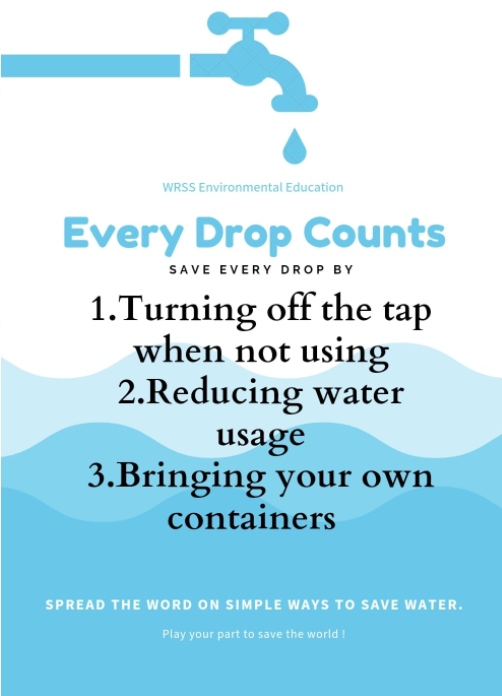 WRSS Environmental Education
Every Drop Counts
SAVE EVERY DROP BY
1.Turning off the tap
when not using
2.Reducing water
usage
3.Bringing your own
containers
SPREAD THE WORD ON SIMPLE WAYS TO SAVE WATER.
Play your part to save the world !